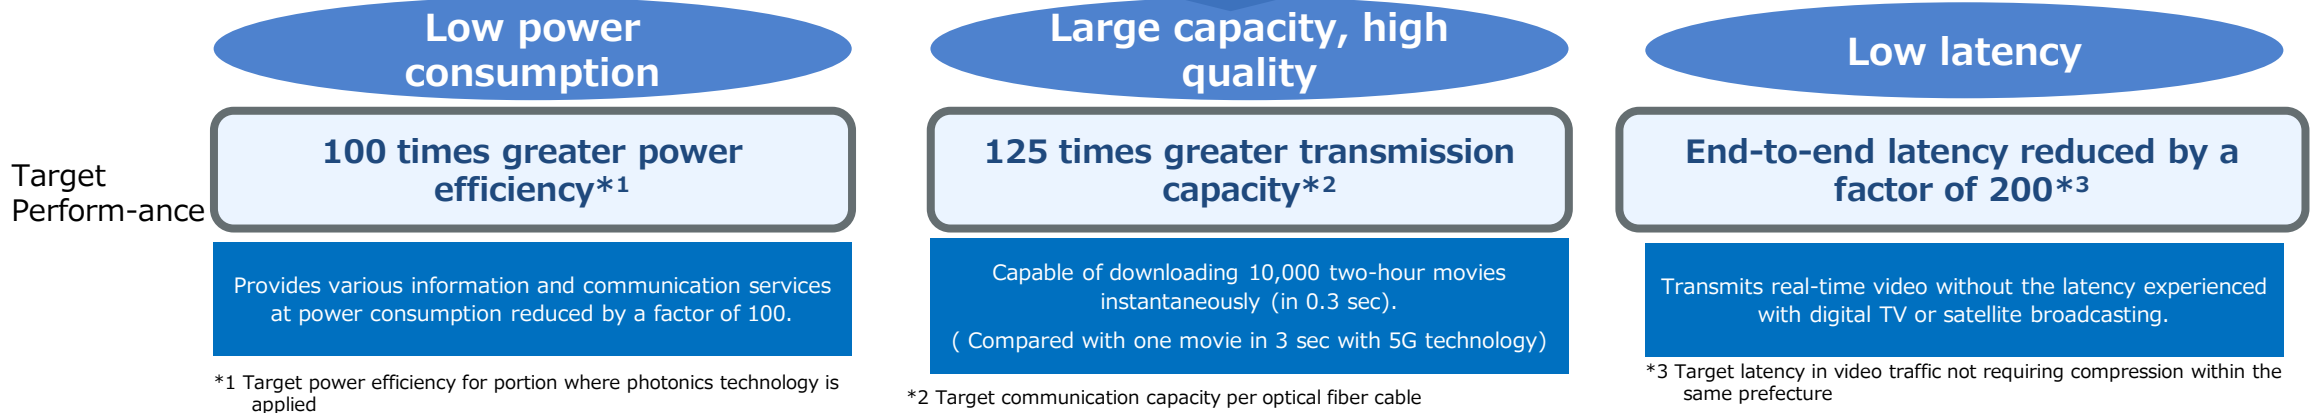 Low power
consumption
Large capacity, high
quality
Low latency
Target
Perform-ance
100 times greater power
efficiency*1
125 times greater transmission
capacity*2
End-to-end latency reduced by a
factor of 200*3
Provides various information and communication services
at power consumption reduced by a factor of 100.
Capable of downloading 10,000 two-hour movies
instantaneously (in 0.3 sec).
( Compared with one movie in 3 sec with 5G technology)
Transmits real-time video without the latency experienced
with digital TV or satellite broadcasting.
*1 Target power efficiency for portion where photonics technology is
applied
*2 Target communication capacity per optical fiber cable
*3 Target latency in video traffic not requiring compression within the
same prefecture